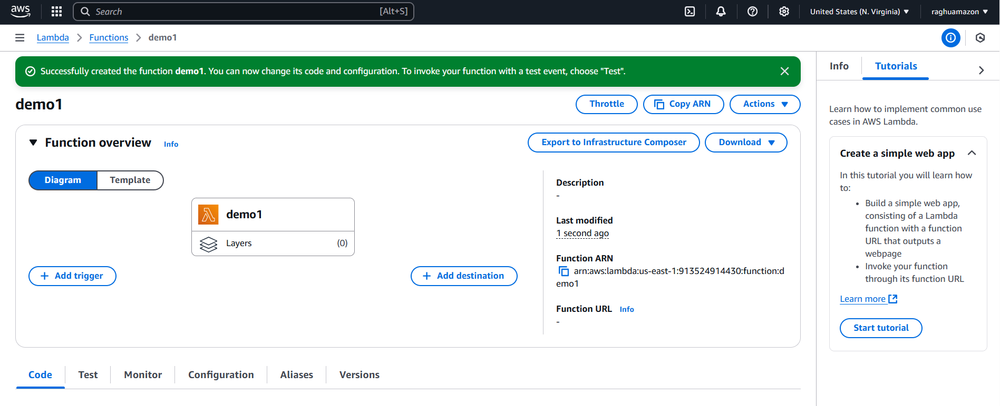 aws
Search [Alt+S]
United States (N. Virginia)
raghuamazon
Lambda
Functions
demo1
Successfully created the function demo1. You can now change its code and configuration. To invoke your function with a test event, choose "Test".
demo1
Throttle
Copy ARN
Actions
Function overview Info
Export to Infrastructure Composer
Download
Diagram
Template
demo1
Layers (0)
+ Add trigger
+ Add destination
Description
-
Last modified
1 second ago
Function ARN
arn:aws:lambda:us-east-1:913524914430:function:d
emo1
Function URL Info
-
Code
Test
Monitor
Configuration
Aliases
Versions
Info
Tutorials
Learn how to implement common use
cases in AWS Lambda.
Create a simple web app
In this tutorial you will learn how
to:
• Build a simple web app,
consisting of a Lambda
function with a function
URL that outputs a
webpage
• Invoke your function
through its function URL
Learn more
Start tutorial